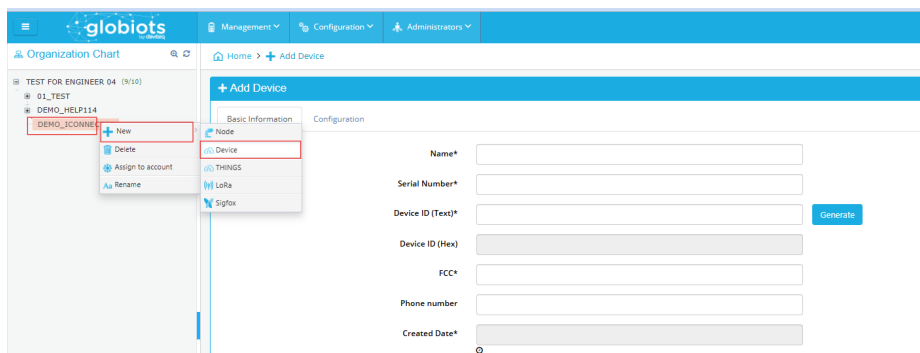 globiots
Management Configuration Administrators
Organization Chart
Home > + Add Device
TEST FOR ENGINEER 04 (9/10)
01_TEST
DEMO_HELP114
DEMO_ICONNEC
New
Delete
Assign to account
Aa Rename
Node
Device
THINGS
LoRa
Sigfox
+ Add Device
Basic Information Configuration
Name*
Serial Number*
Device ID (Text)*
Generate
Device ID (Hex)
FCC*
Phone number
Created Date*